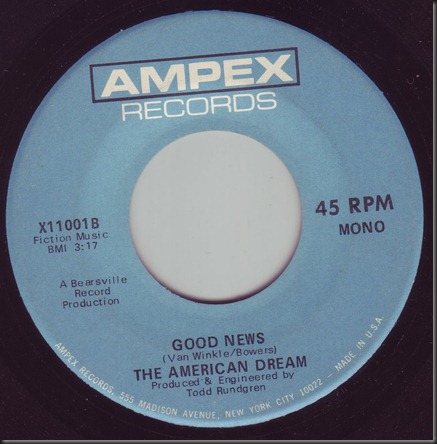 AMPEX
RECORDS
X11001B
Fiction Music
BMI 3:17
45 RPM
MONO
A Bearsville
Record
Production
GOOD NEWS
(Van Winkle/Bowers)
THE AMERICAN DREAM
Produced & Engineered by
Todd Rundgren
AMPEX RECORDS, 555 MADISON AVENUE, NEW YORK CITY 10022 – MADE IN U.S.A.